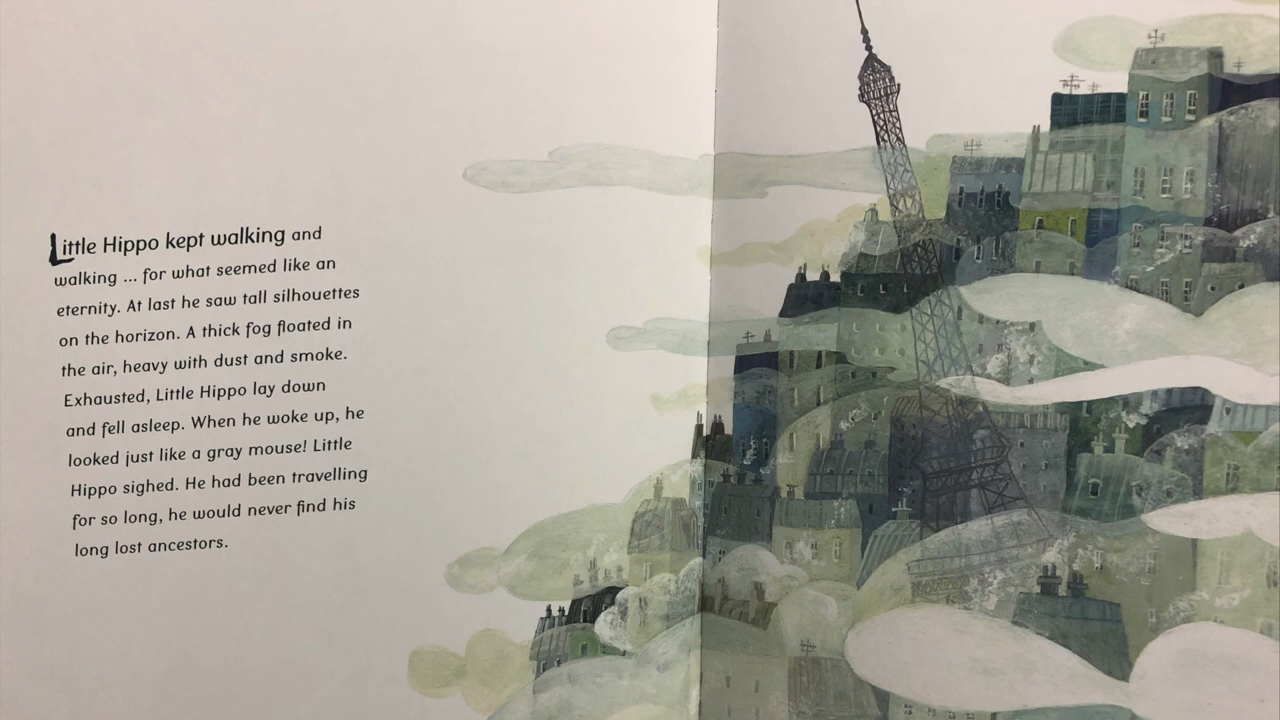 Little Hippo kept walking and
walking ... for what seemed like an
eternity. At last he saw tall silhouettes
on the horizon. A thick fog floated in
the air, heavy with dust and smoke.
Exhausted, Little Hippo lay down
and fell asleep. When he woke up, he
looked just like a gray mouse! Little
Hippo sighed. He had been travelling
for so long, he would never find his
long lost ancestors.